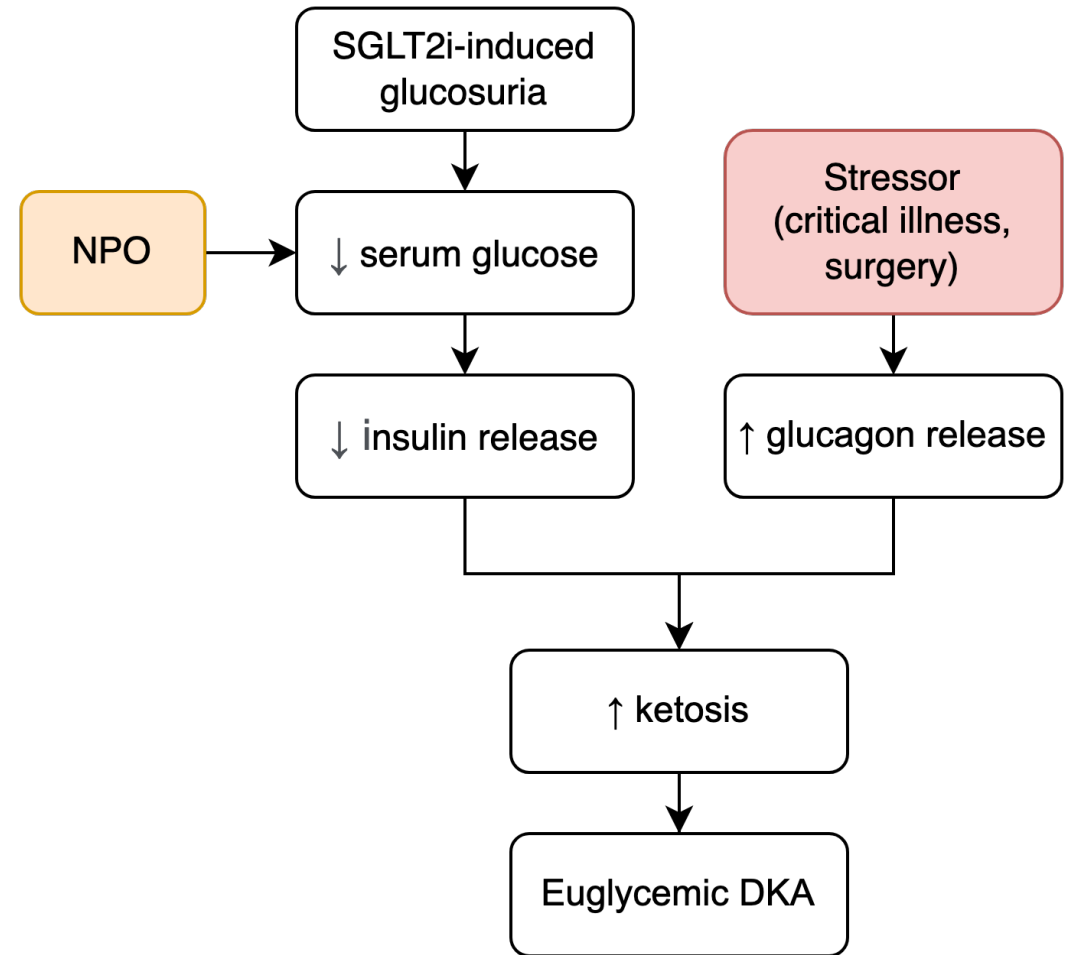 SGLT2i-induced
glucosuria
Stressor
(critical illness,
surgery)
NPO
↓ serum glucose
↓ insulin release
↑ glucagon release
↑ ketosis
Euglycemic DKA